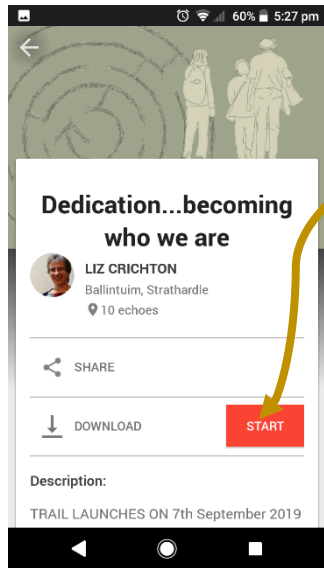 60% 5:27 pm
Dedication...becoming
who we are
LIZ CRICHTON
Ballintuim, Strathardle
10 echoes
SHARE
DOWNLOAD
START
Description:
TRAIL LAUNCHES ON 7th September 2019